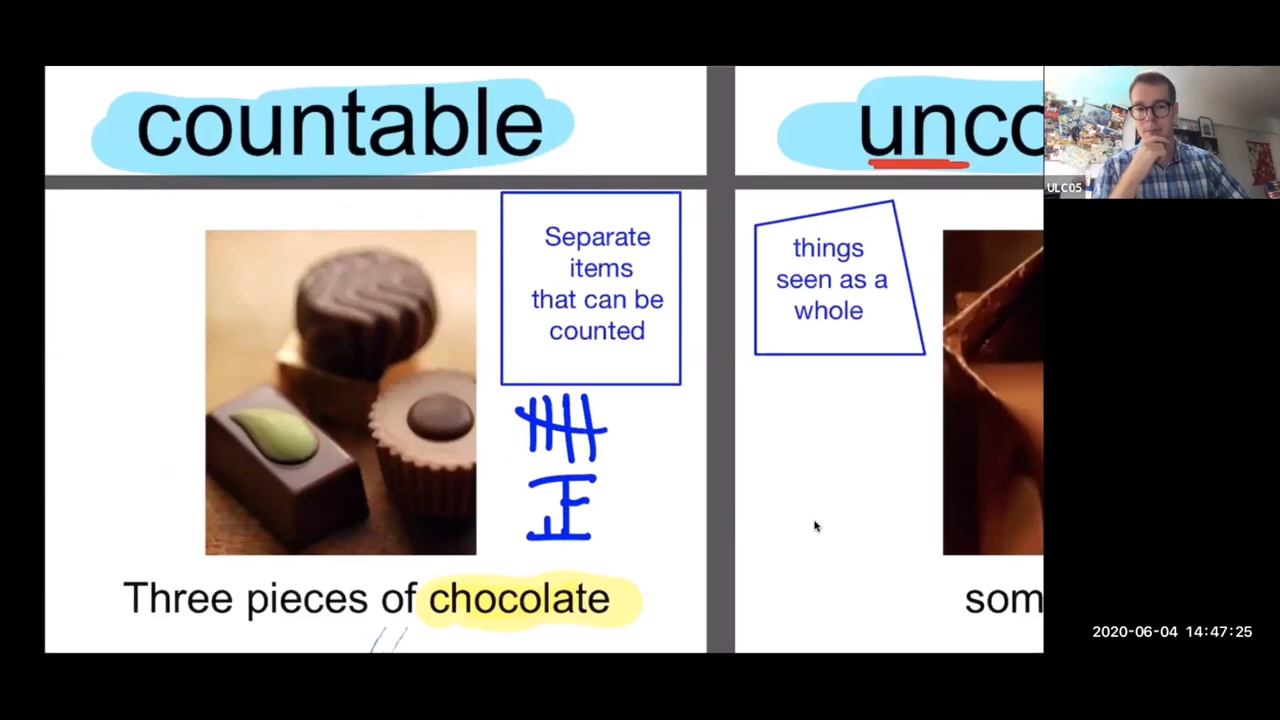 countable
unco
ULC05
Separate
items
that can be
counted
things
seen as a
whole
正
Three pieces of chocolate
som
2020-06-04 14:47:25